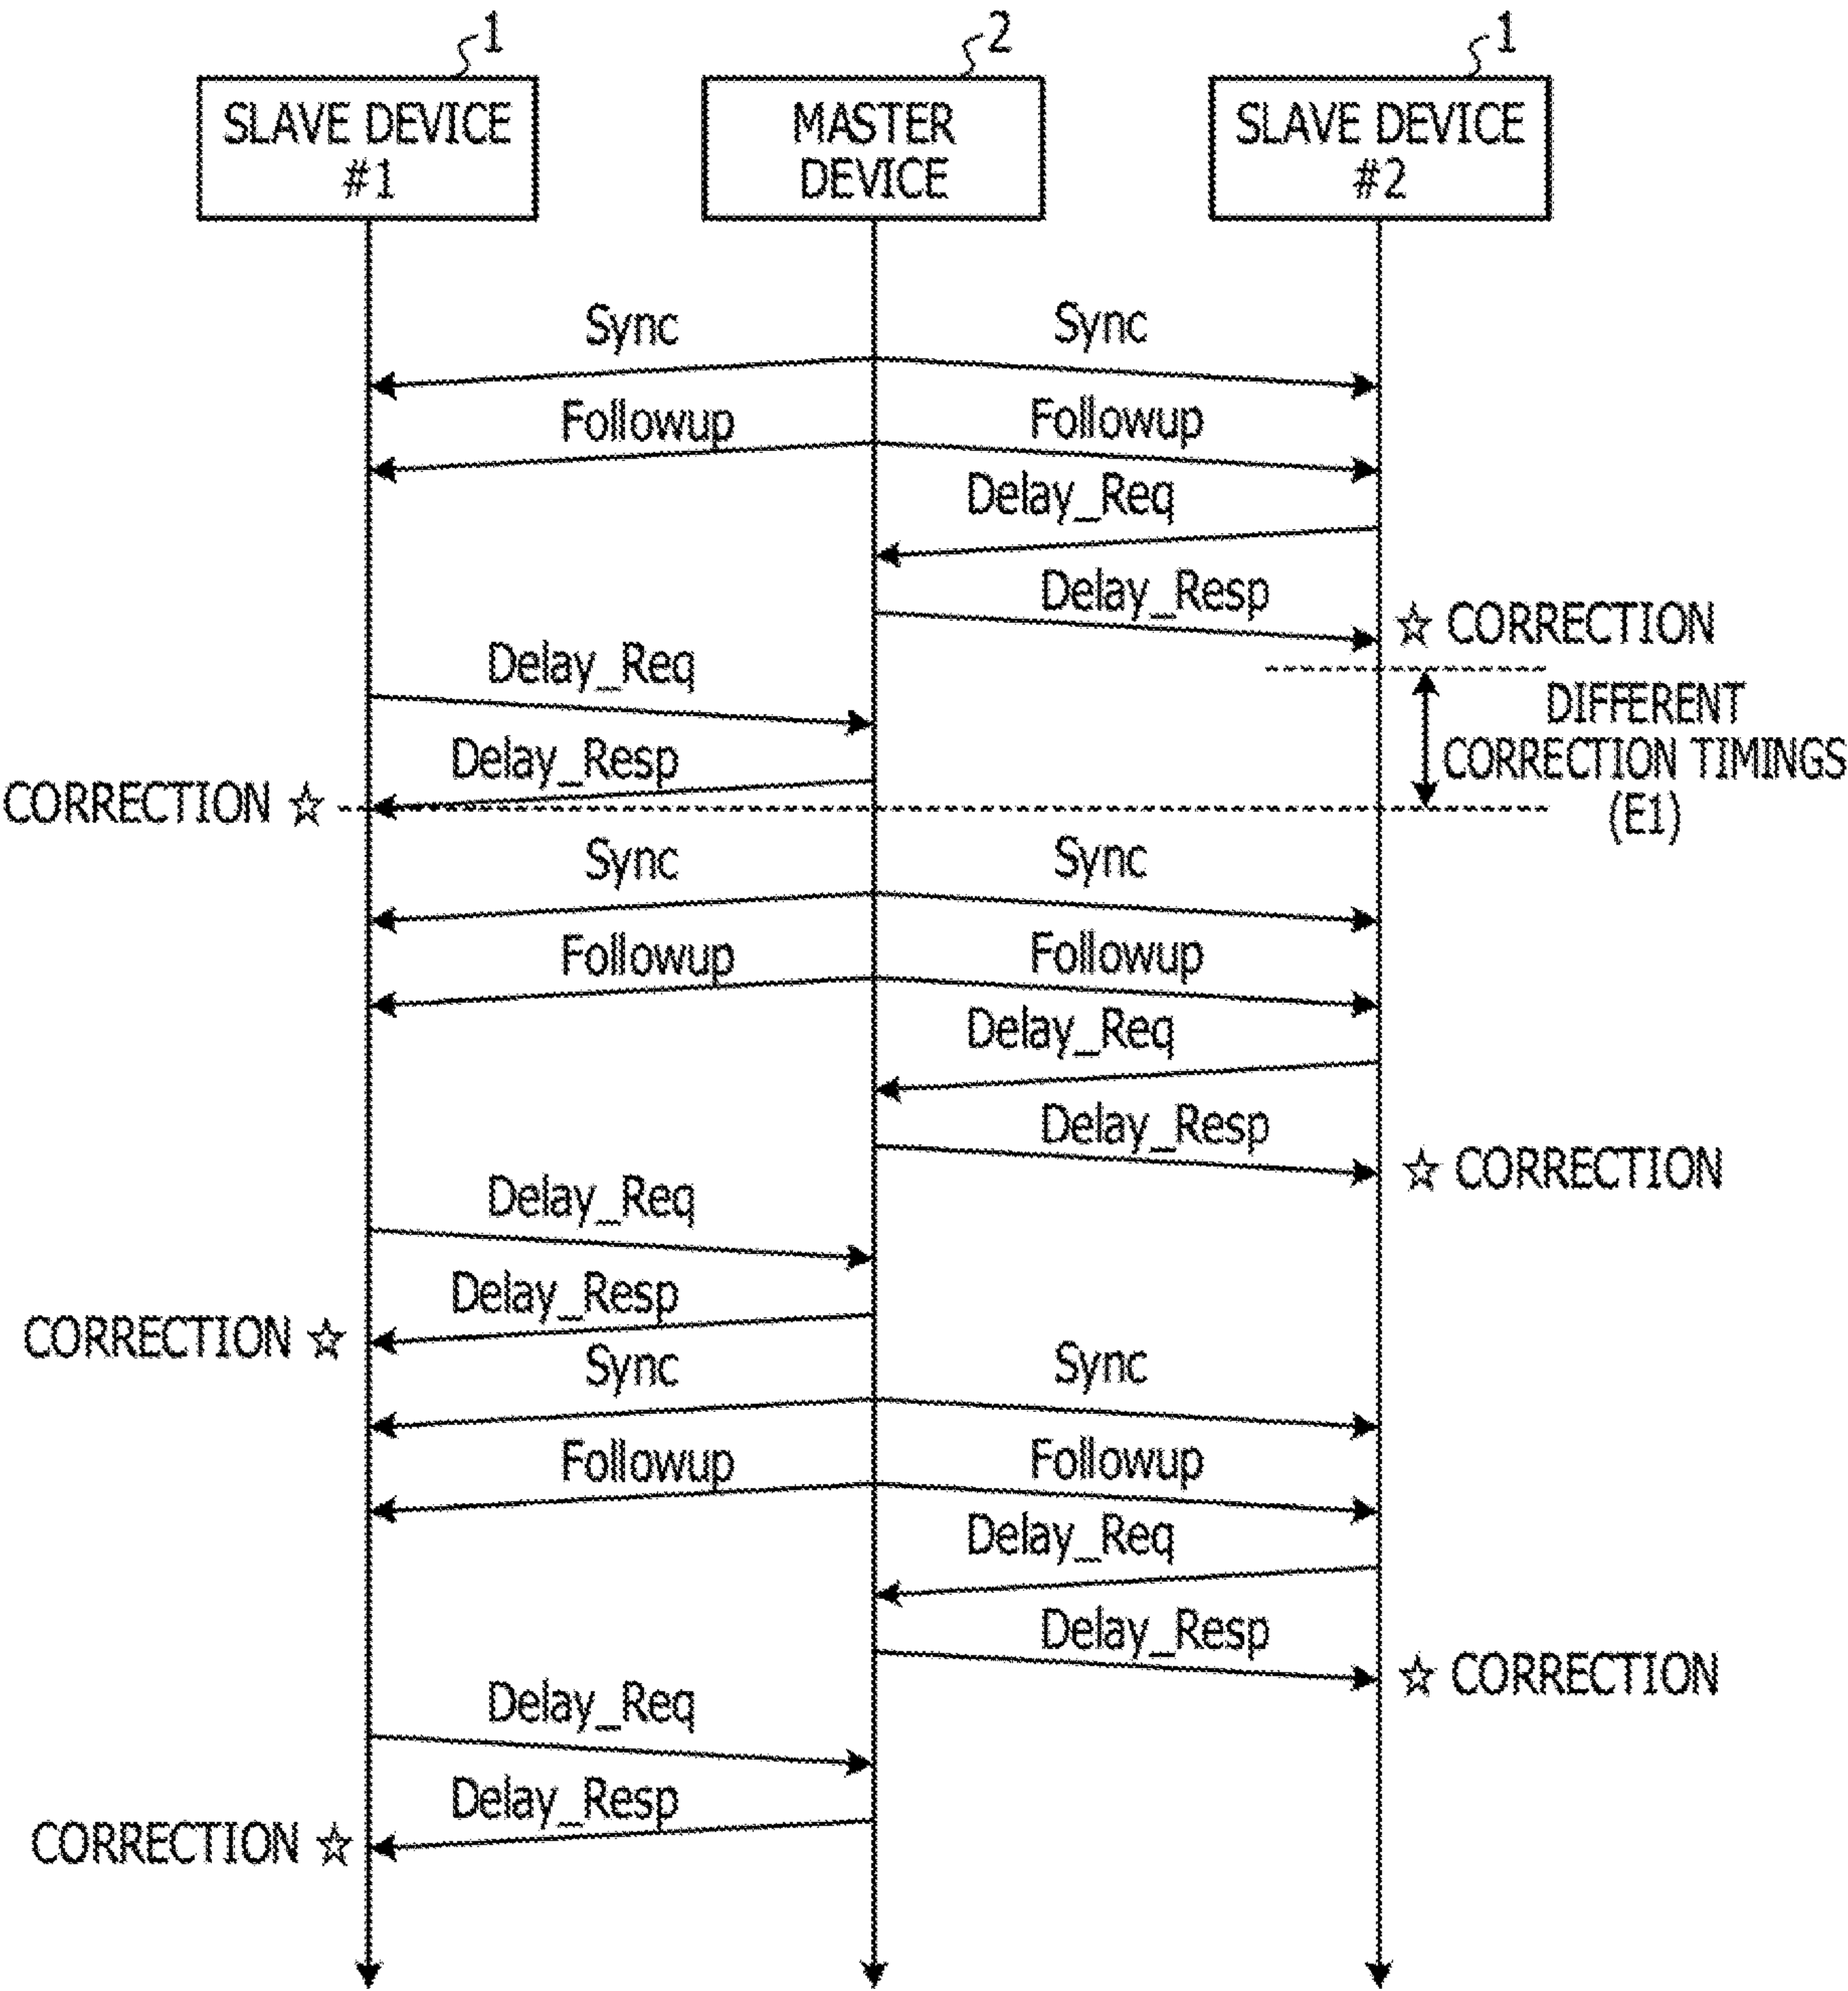 1
2
1
SLAVE DEVICE
#1
MASTER
DEVICE
SLAVE DEVICE
#2
Sync
Sync
Followup
Followup
Delay_Req
Delay_Resp
☆ CORRECTION
Delay_Req
DIFFERENT
CORRECTION TIMINGS
(E1)
Delay_Resp
CORRECTION ☆
Sync
Sync
Followup
Followup
Delay_Req
Delay_Resp
☆ CORRECTION
Delay_Req
Delay_Resp
CORRECTION ☆
Sync
Sync
Followup
Followup
Delay_Req
Delay_Resp
☆ CORRECTION
Delay_Req
Delay_Resp
CORRECTION ☆